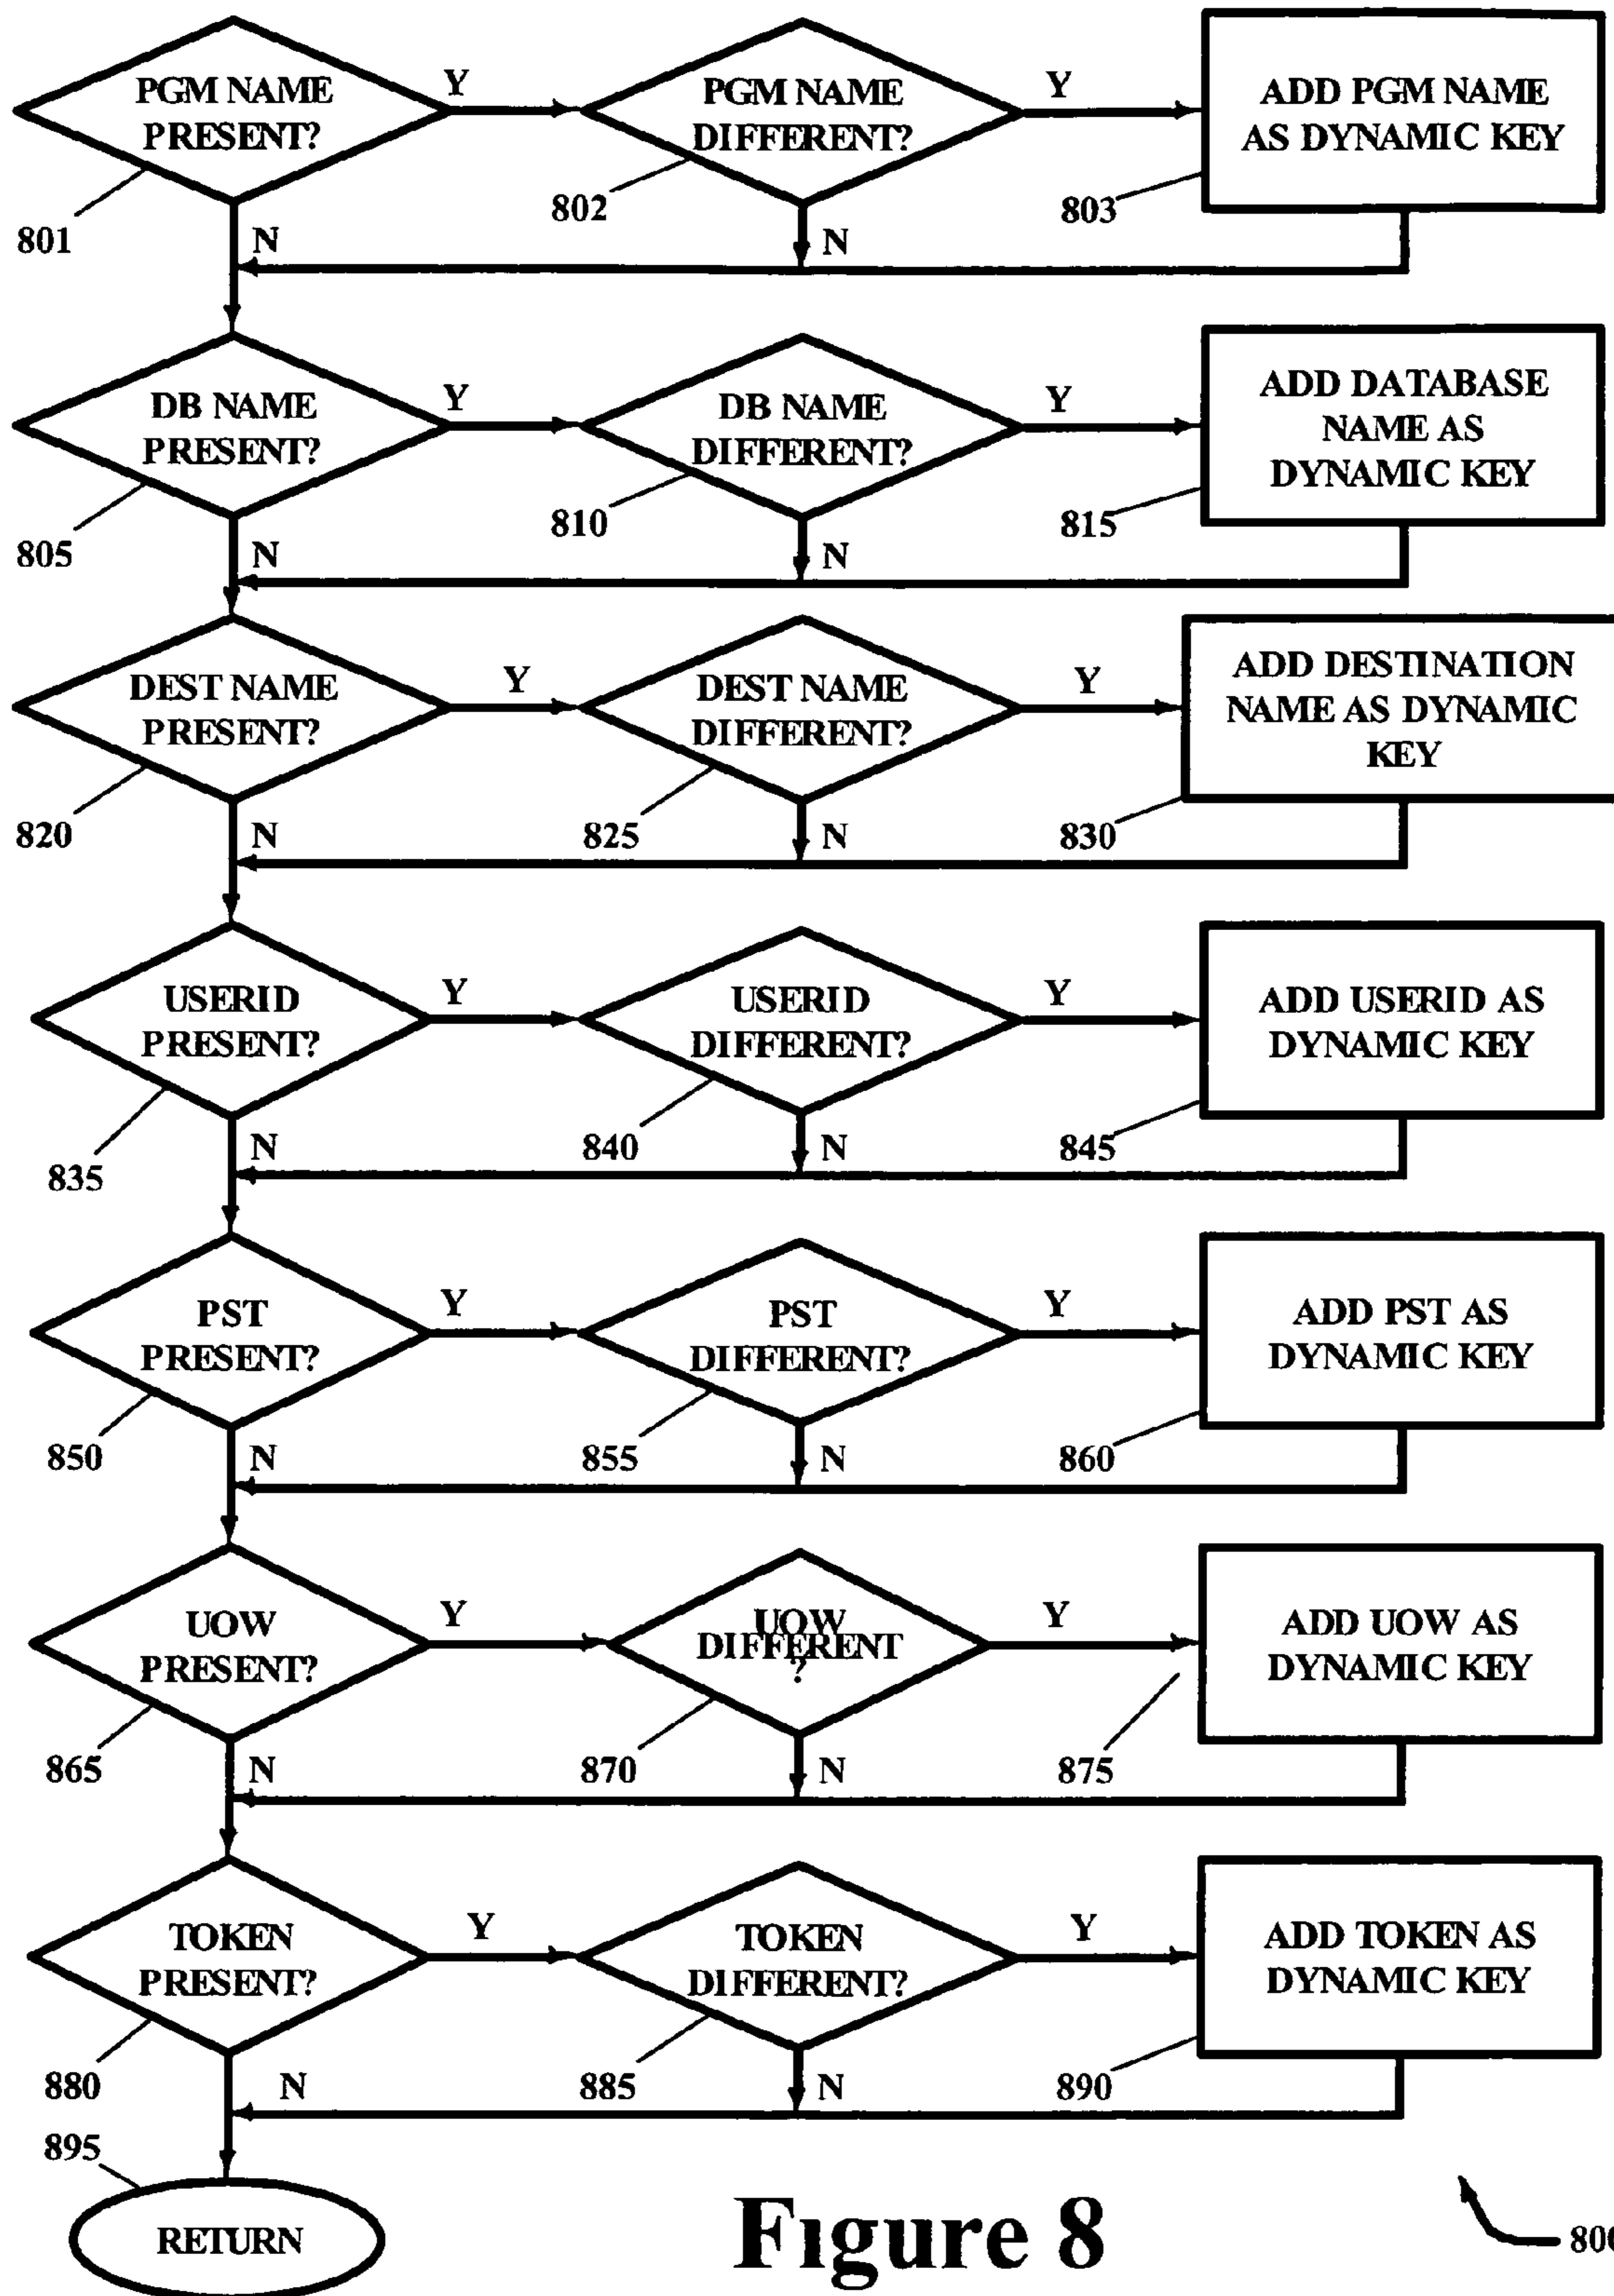 PGM NAME
PRESENT?
Y
PGM NAME
DIFFERENT?
Y
ADD PGM NAME
AS DYNAMIC KEY
801
N
802
N
803
DB NAME
PRESENT?
Y
DB NAME
DIFFERENT?
Y
ADD DATABASE
NAME AS
DYNAMIC KEY
805
N
810
N
815
DEST NAME
PRESENT?
Y
DEST NAME
DIFFERENT?
Y
ADD DESTINATION
NAME AS DYNAMIC
KEY
820
N
825
N
830
USERID
PRESENT?
Y
USERID
DIFFERENT?
Y
ADD USERID AS
DYNAMIC KEY
835
N
840
N
845
PST
PRESENT?
Y
PST
DIFFERENT?
Y
ADD PST AS
DYNAMIC KEY
850
N
855
N
860
UOW
PRESENT?
Y
UOW
DIFFERENT
?
Y
ADD UOW AS
DYNAMIC KEY
865
N
870
N
875
TOKEN
PRESENT?
Y
TOKEN
DIFFERENT?
Y
ADD TOKEN AS
DYNAMIC KEY
880
N
885
N
890
895
RETURN
Figure 8
800